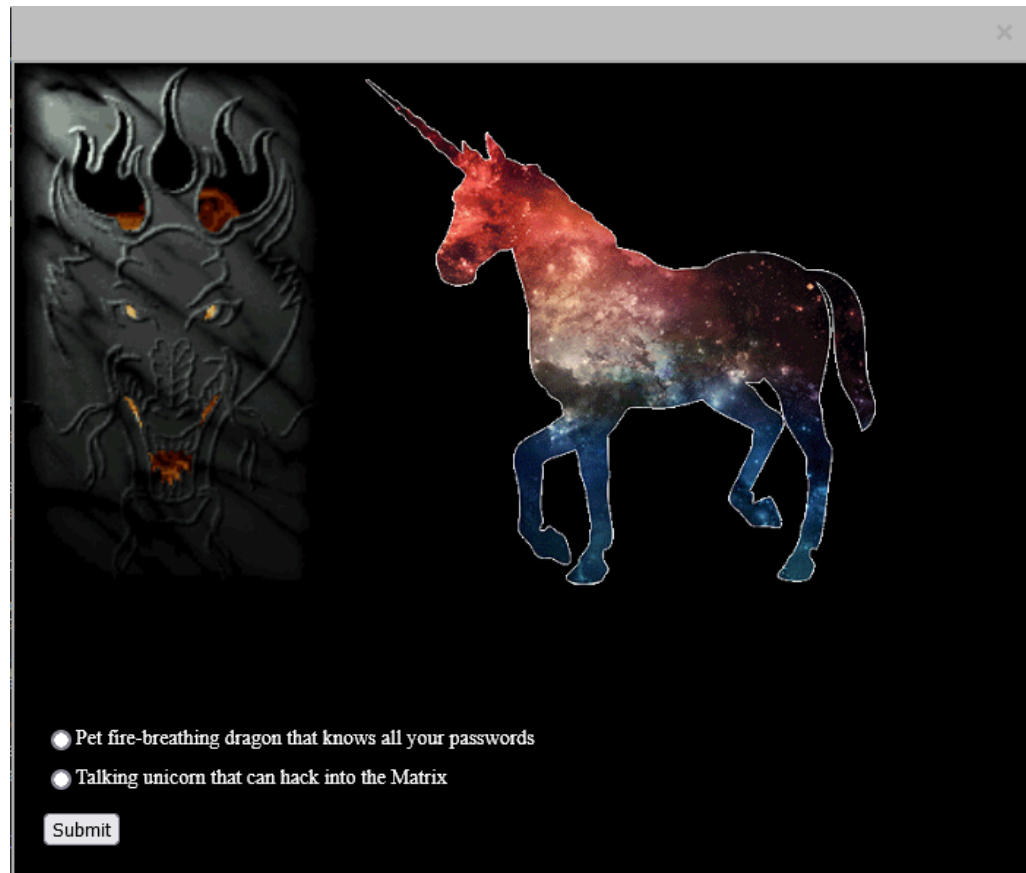 Pet fire-breathing dragon that knows all your passwords
Talking unicorn that can hack into the Matrix
Submit